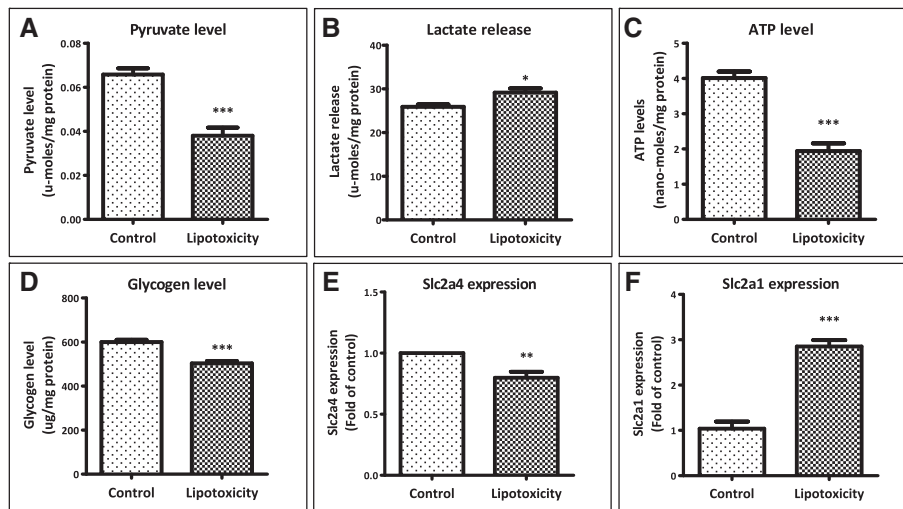 A Pyruvate level
Pyruvate level
(u-moles/mg protein)
0.08
0.06
0.04
0.02
0.00
***
Control Lipotoxicity
B Lactate release
Lactate release
(u-moles/mg protein)
40
30
20
10
0
*
Control Lipotoxicity
C ATP level
ATP levels
(nano-moles/mg protein)
5
4
3
2
1
0
***
Control Lipotoxicity
D Glycogen level
Glycogen level
(ug/mg protein)
800
600
400
200
0
***
Control Lipotoxicity
E Slc2a4 expression
Slc2a4 expression
(Fold of control)
1.5
1.0
0.5
0.0
**
Control Lipotoxicity
F Slc2a1 expression
Slc2a1 expression
(Fold of control)
4
3
2
1
0
***
Control Lipotoxicity